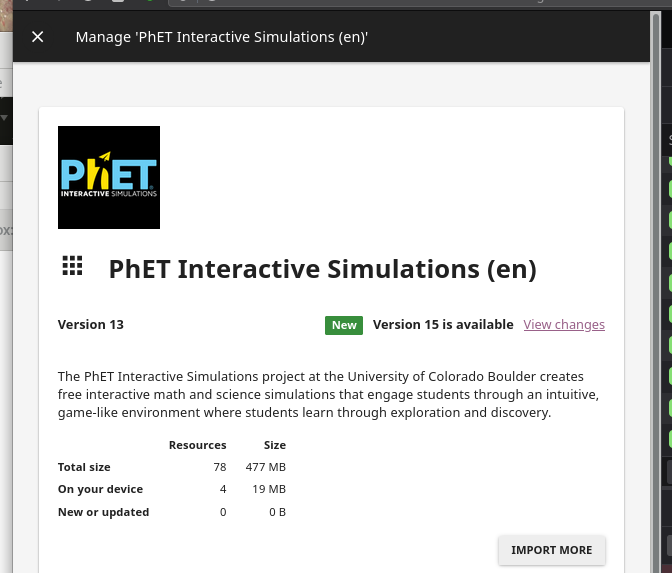 Manage 'PhET Interactive Simulations (en)'
PhET
INTERACTIVE SIMULATIONS
PhET Interactive Simulations (en)
Version 13
New Version 15 is available View changes
The PhET Interactive Simulations project at the University of Colorado Boulder creates
free interactive math and science simulations that engage students through an intuitive,
game-like environment where students learn through exploration and discovery.
Resources Size
Total size 78 477 MB
On your device 4 19 MB
New or updated 0 0 B
IMPORT MORE